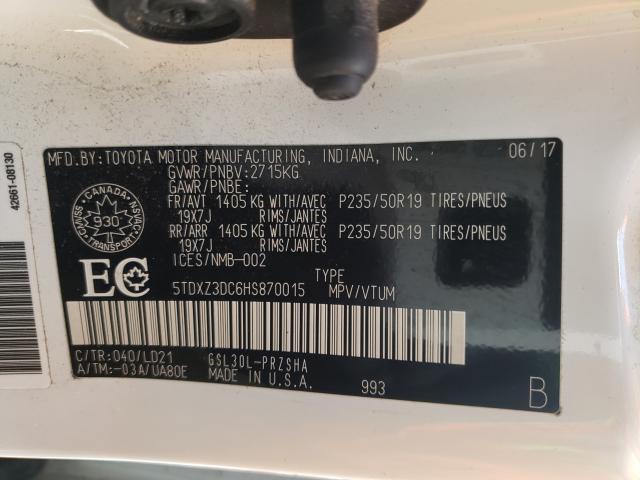 MFD.BY:TOYOTA MOTOR MANUFACTURING, INDIANA, INC. 06/17
GVWR/PNBV:2715KG
GAWR/PNBE:
FR/AVT 1405 KG WITH/AVEC P235/50R19 TIRES/PNEUS
19X7J RIMS/JANTES
RR/ARR 1405 KG WITH/AVEC P235/50R19 TIRES/PNEUS
19X7J RIMS/JANTES
ICES/NMB-002
CANADA
CMVSS NSVAC
930
TRANSPORT
EC
TYPE
5TDXZ3DC6HS870015 MPV/VTUM
C/TR:040/LD21 GSL30L-PRZSHA
A/TM:-03A/UA80E MADE IN U.S.A. 993
B
42661-08130